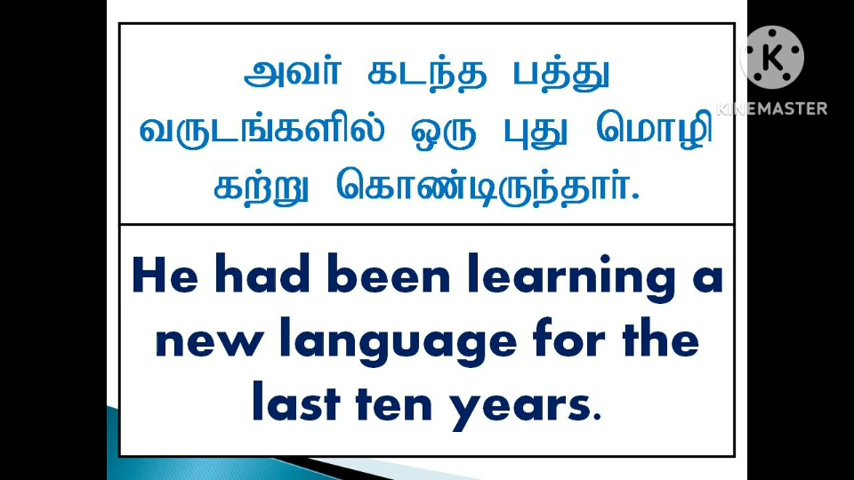 அவர் கடந்த பத்து
வருடங்களில் ஒரு புது மொழி
கற்று கொண்டிருந்தார்.
He had been learning a
new language for the
last ten years.
K
KINEMASTER